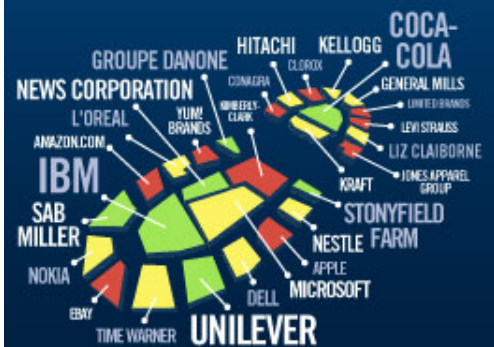 COCA-
COLA
HITACHI
KELLOGG
GROUPE DANONE
CLOROX
CONAGRA
GENERAL MILLS
NEWS CORPORATION
UNITED BRANDS
L'OREAL
YUM!
BRANDS
KIMBERLY-
CLARK
LEVI STRAUSS
AMAZON.COM
LIZ CLAIBORNE
IBM
KRAFT
JONES APPAREL
GROUP
SAB
MILLER
STONYFIELD
FARM
NESTLE
NOKIA
APPLE
MICROSOFT
DELL
EBAY
TIME WARNER
UNILEVER